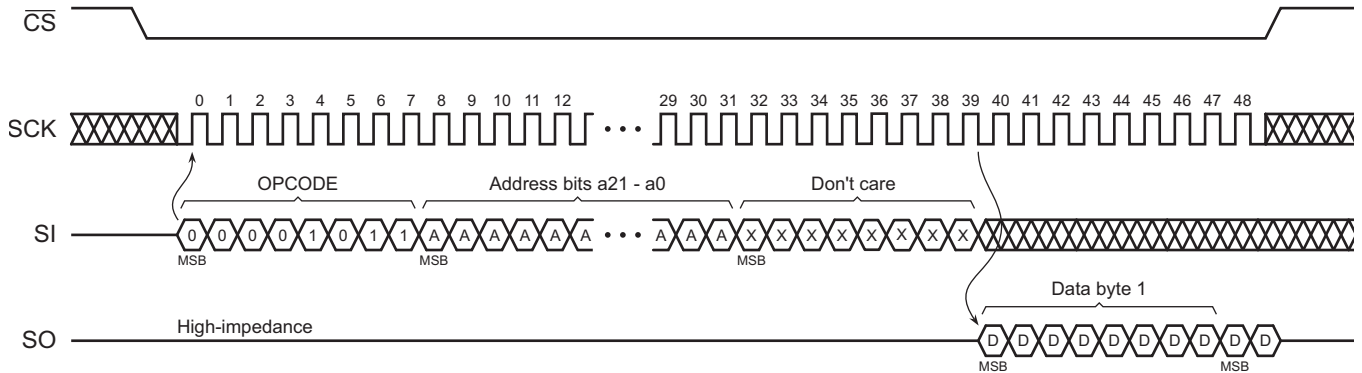 CS
0 1 2 3 4 5 6 7 8 9 10 11 12 29 30 31 32 33 34 35 36 37 38 39 40 41 42 43 44 45 46 47 48
SCK
OPCODE Address bits a21 - a0 Don't care
SI 0 0 0 0 1 0 1 1 A A A A A A A A A X X X X X X X X
MSB MSB MSB
Data byte 1
High-impedance
SO D D D D D D D D D D
MSB MSB